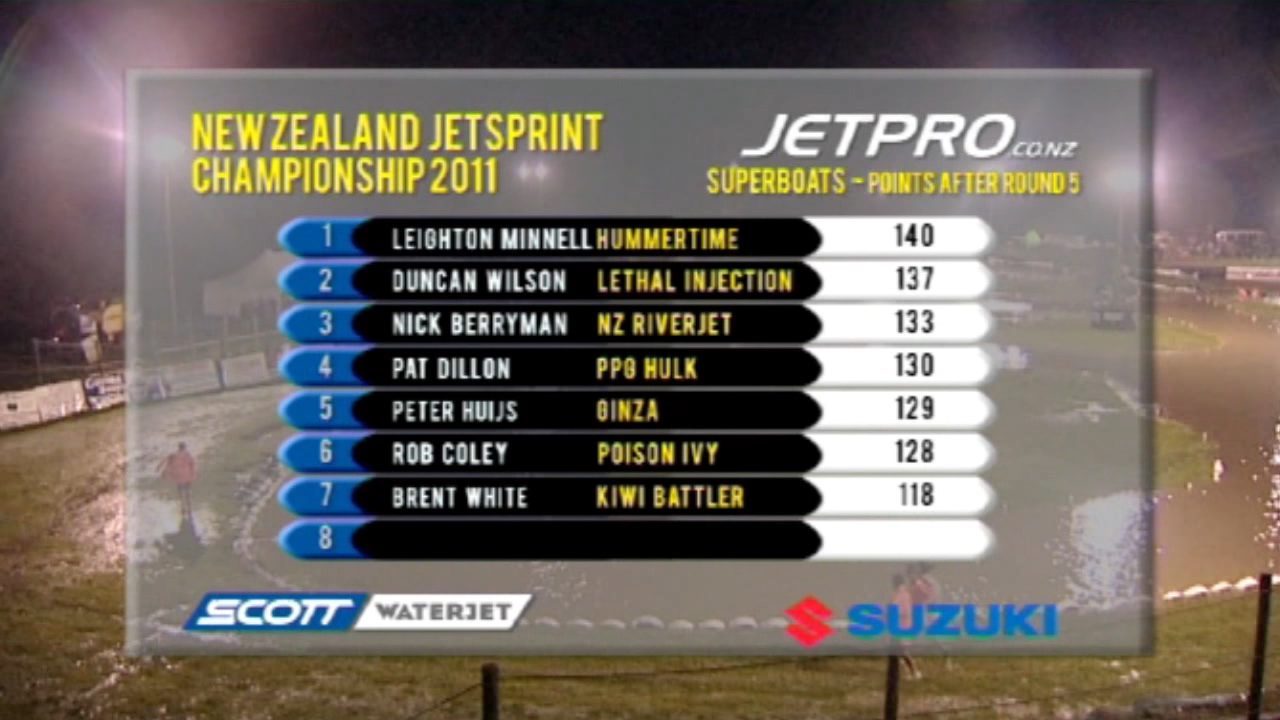 NEW ZEALAND JETSPRINT
CHAMPIONSHIP 2011
JETPRO.CO.NZ
SUPERBOATS - POINTS AFTER ROUND 5
1 LEIGHTON MINNELL HUMMERTIME 140
2 DUNCAN WILSON LETHAL INJECTION 137
3 NICK BERRYMAN NZ RIVERJET 133
4 PAT DILLON PPG HULK 130
5 PETER HUIJS GINZA 129
6 ROB COLEY POISON IVY 128
7 BRENT WHITE KIWI BATTLER 118
8
SCOTT WATERJET
SUZUKI